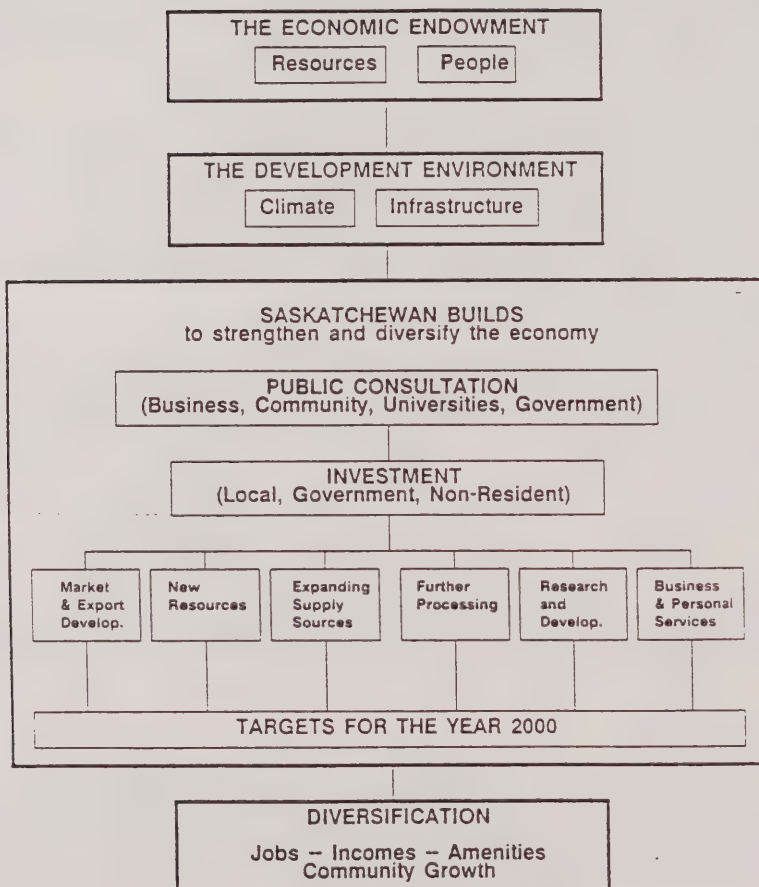 THE ECONOMIC ENDOWMENT
Resources People
THE DEVELOPMENT ENVIRONMENT
Climate Infrastructure
SASKATCHEWAN BUILDS
to strengthen and diversify the economy
PUBLIC CONSULTATION
(Business, Community, Universities, Government)
INVESTMENT
(Local, Government, Non-Resident)
Market
& Export
Develop.
New
Resources
Expanding
Supply
Sources
Further
Processing
Research
and
Develop.
Business
& Personal
Services
TARGETS FOR THE YEAR 2000
DIVERSIFICATION
Jobs – Incomes – Amenities
Community Growth